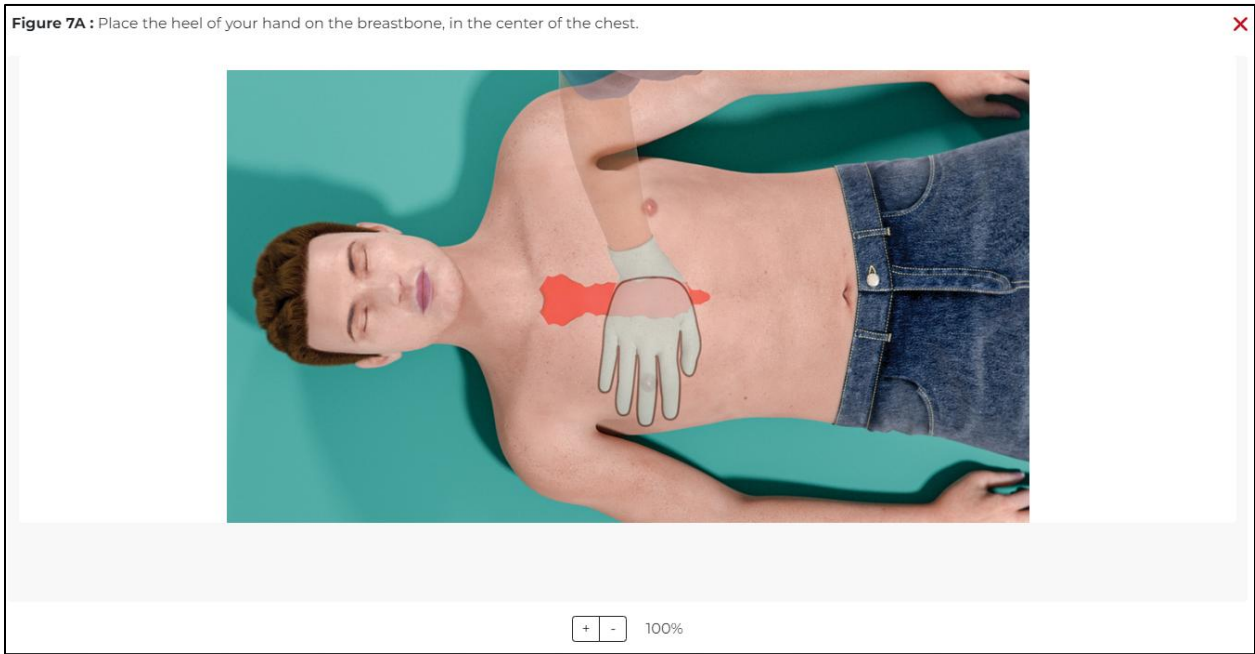 Figure 7A : Place the heel of your hand on the breastbone, in the center of the chest.
+ - 100%